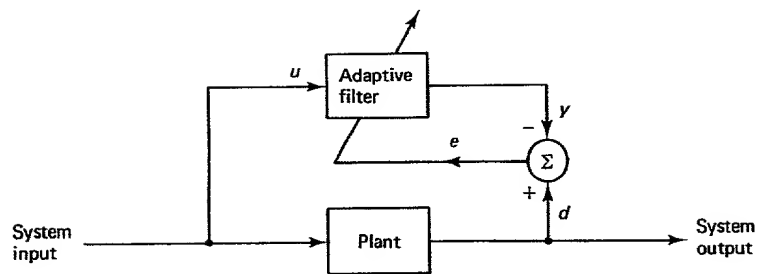 u
Adaptive
filter
y
−
e
Σ
+
d
System
input
Plant
System
output